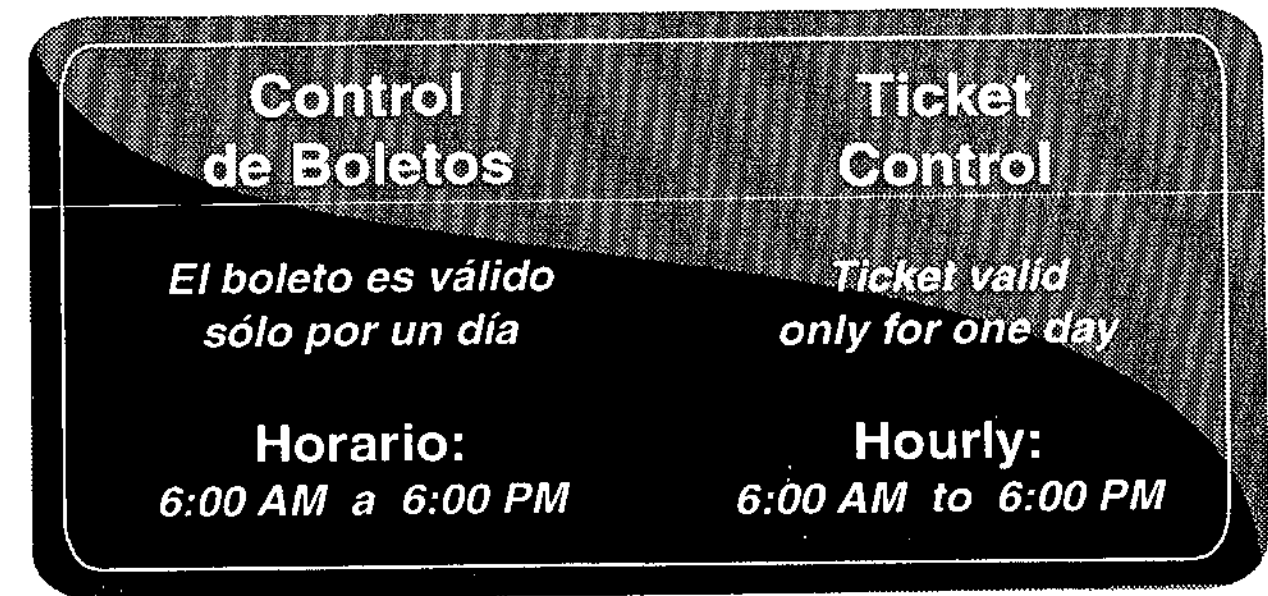 Control
de Boletos
El boleto es válido
sólo por un día
Horario:
6:00 AM a 6:00 PM
Ticket
Control
Ticket valid
only for one day
Hourly:
6:00 AM to 6:00 PM